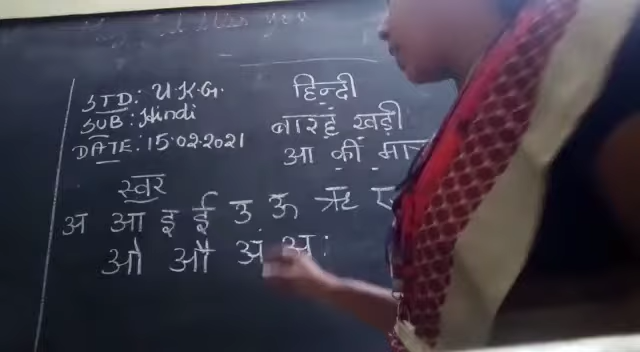 STD: U.K.G.
SUB: Hindi
DATE: 15.02.2021
हिन्दी
बारह खड़ी
आ की
स्वर
अ आ इ ई उ ऊ ऋ
ओ औ अं अः